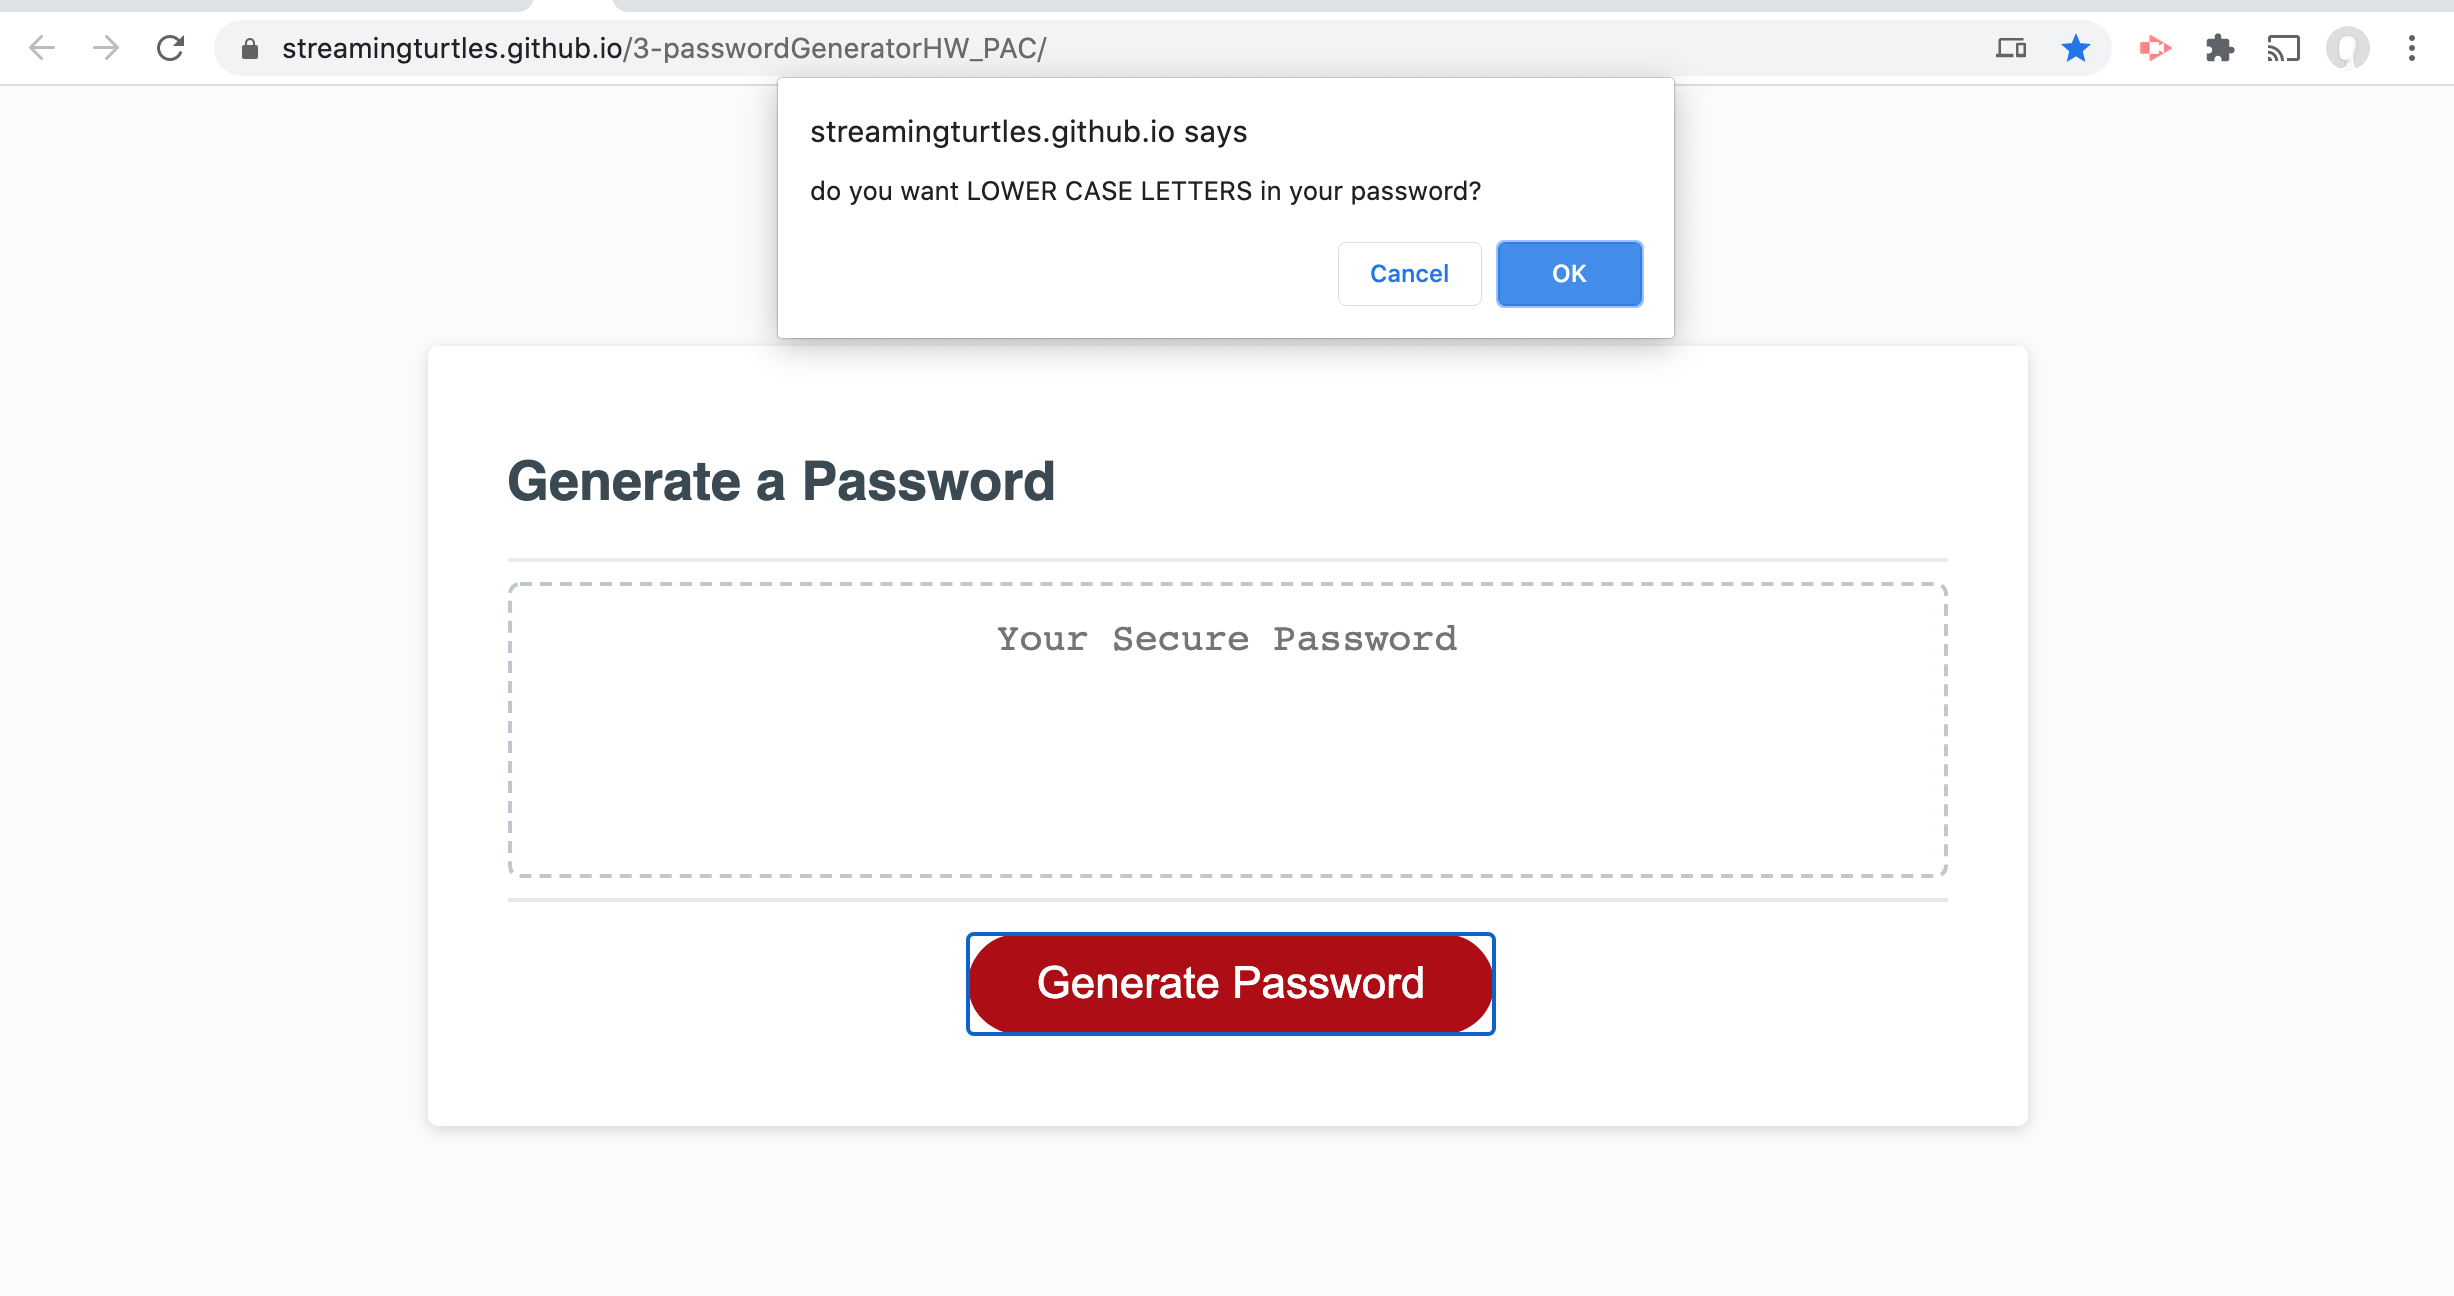 streamingturtles.github.io/3-passwordGeneratorHW_PAC/
streamingturtles.github.io says
do you want LOWER CASE LETTERS in your password?
Cancel OK
Generate a Password
Your Secure Password
Generate Password